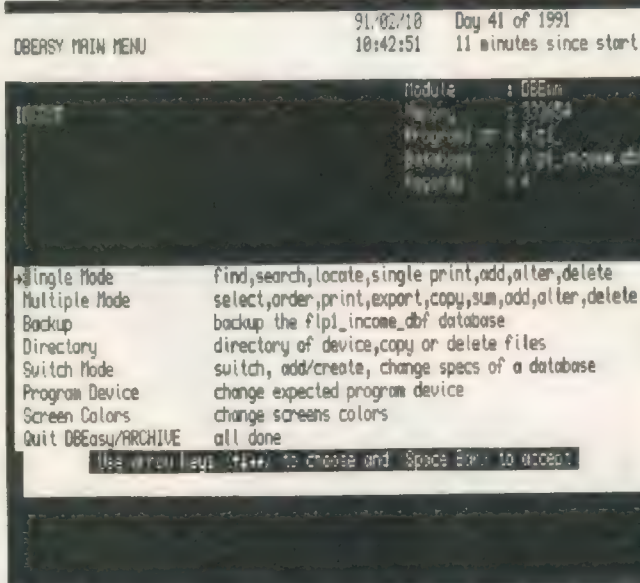 91/02/10 Day 41 of 1991
DBEASY MAIN MENU 10:42:51 11 minutes since start
Module : DBEmm
Single Mode find,search,locate,single print,add,alter,delete
Multiple Mode select,order,print,export,copy,sum,add,alter,delete
Backup backup the flp1_income_dbf database
Directory directory of device,copy or delete files
Switch Mode switch, add/create, change specs of a database
Program Device change expected program device
Screen Colors change screens colors
Quit DBEasy/ARCHIVE all done
Use arrow keys to choose and Space Bar to accept